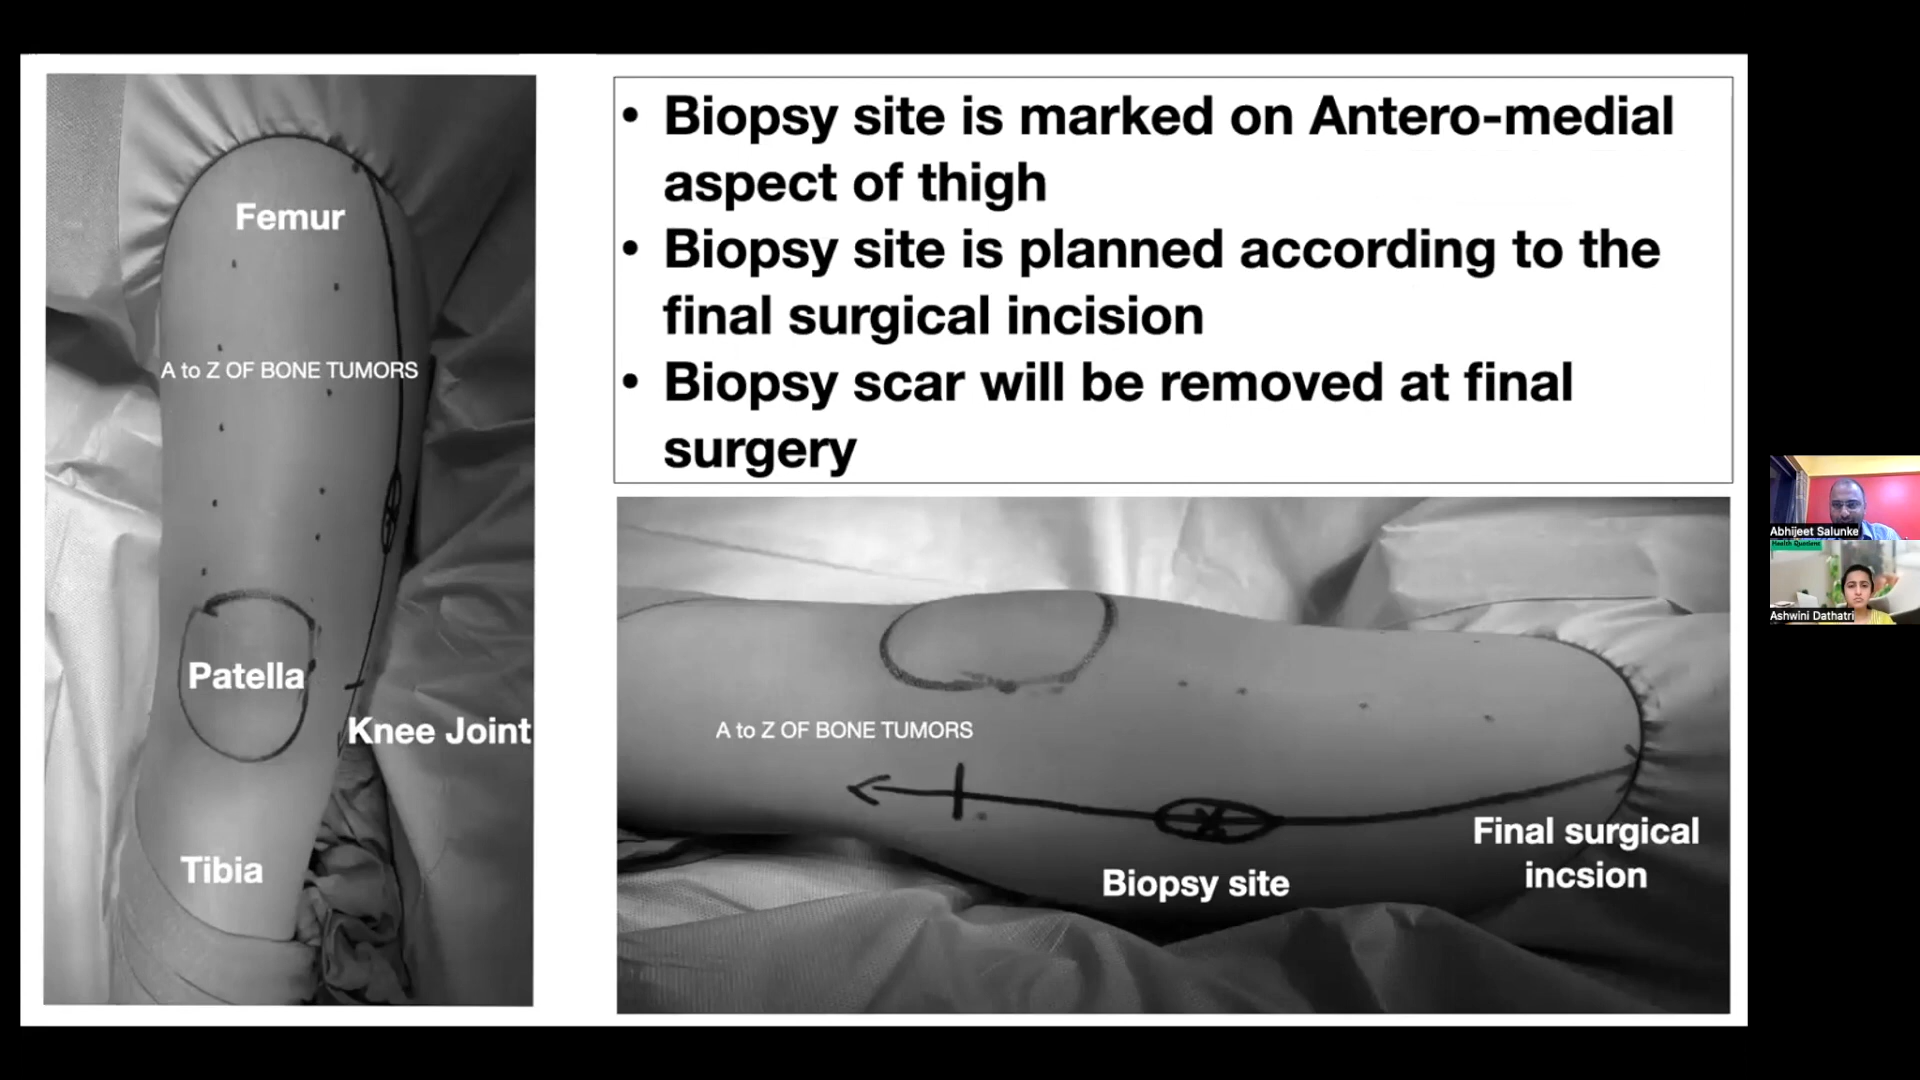 • Biopsy site is marked on Antero-medial
aspect of thigh
• Biopsy site is planned according to the
final surgical incision
• Biopsy scar will be removed at final
surgery
Femur
A to Z OF BONE TUMORS
Patella
Knee Joint
Tibia
A to Z OF BONE TUMORS
Biopsy site
Final surgical
incsion
Abhijeet Salunke
Health Quotient
Ashwini Dathatri